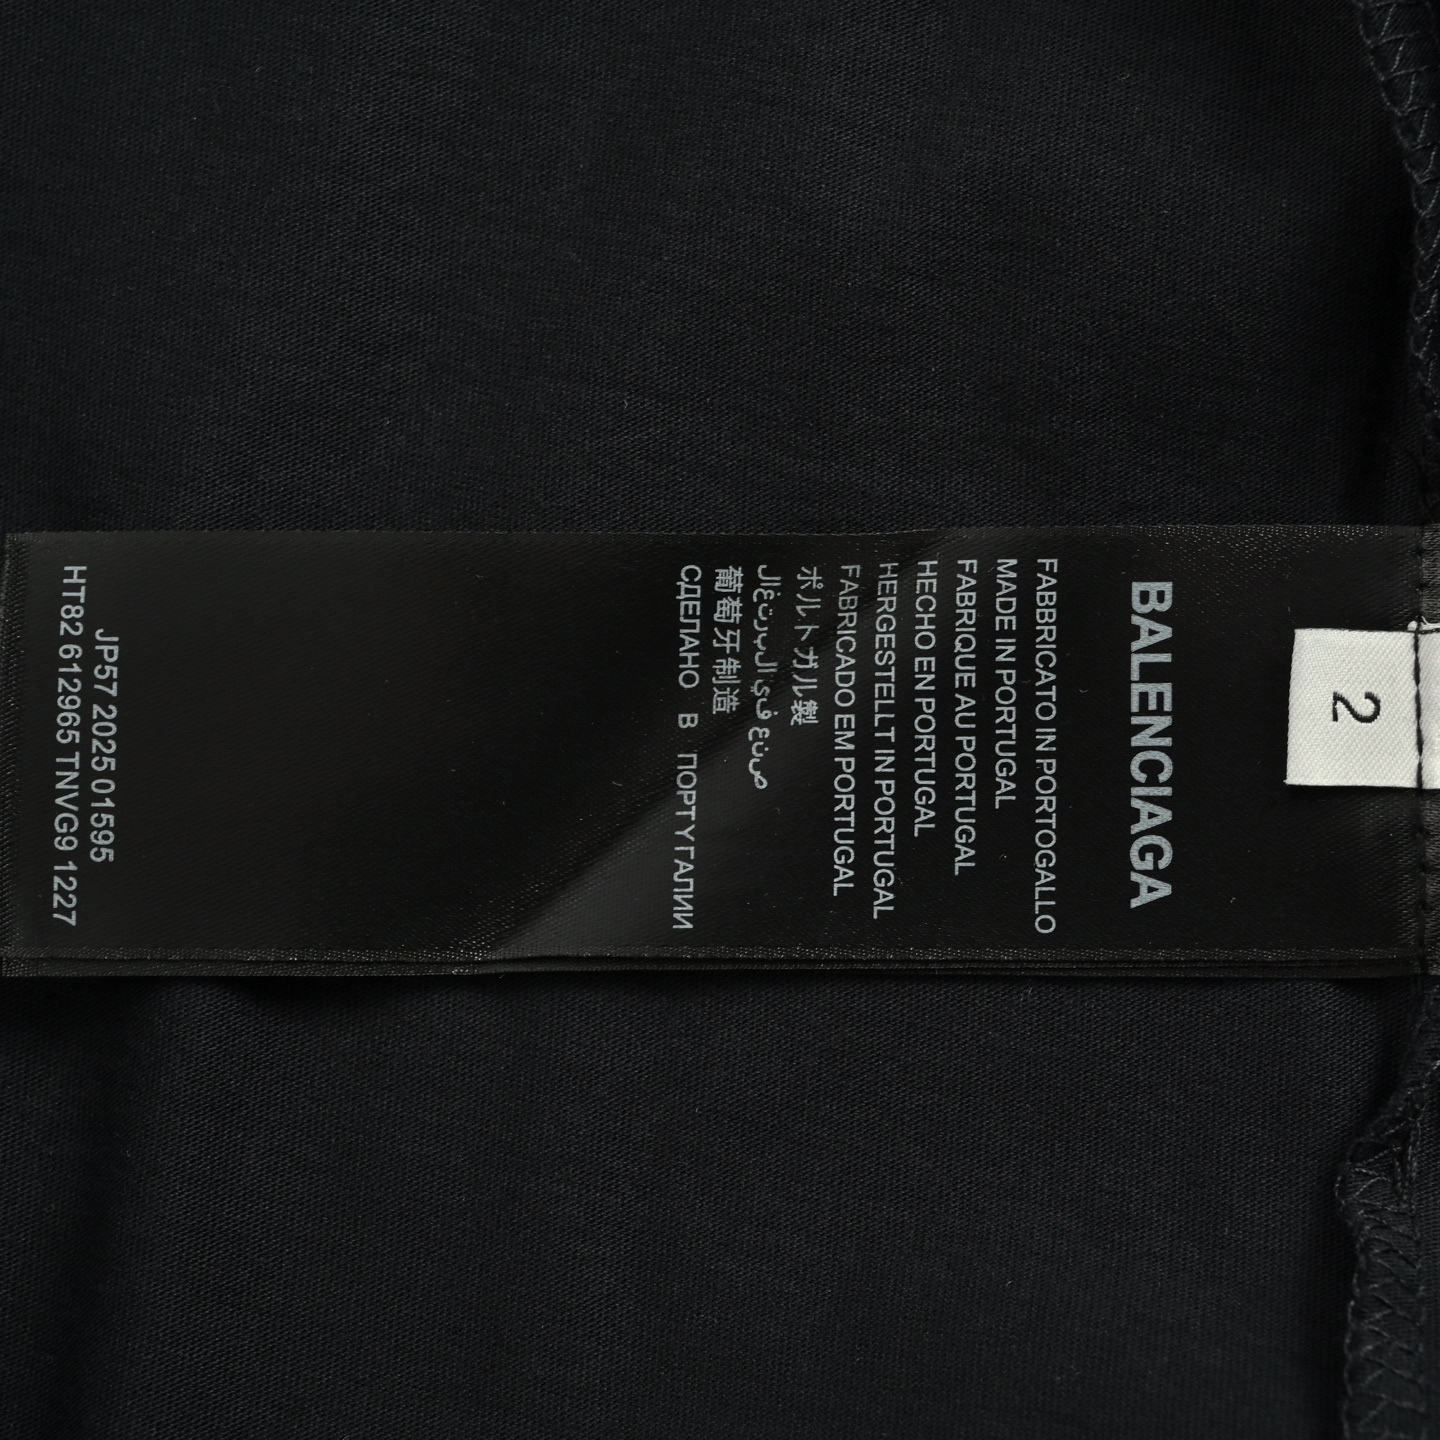 2
BALENCIAGA
FABBRICATO IN PORTOGALLO
MADE IN PORTUGAL
FABRIQUE AU PORTUGAL
HECHO EN PORTUGAL
HERGESTELLT IN PORTUGAL
FABRICADO EM PORTUGAL
ポルトガル製
صنع في البرتغال
葡萄牙制造
СДЕЛАНО В ПОРТУГАЛИИ
JP57 2025 01595
HT82 612965 TNVG9 1227